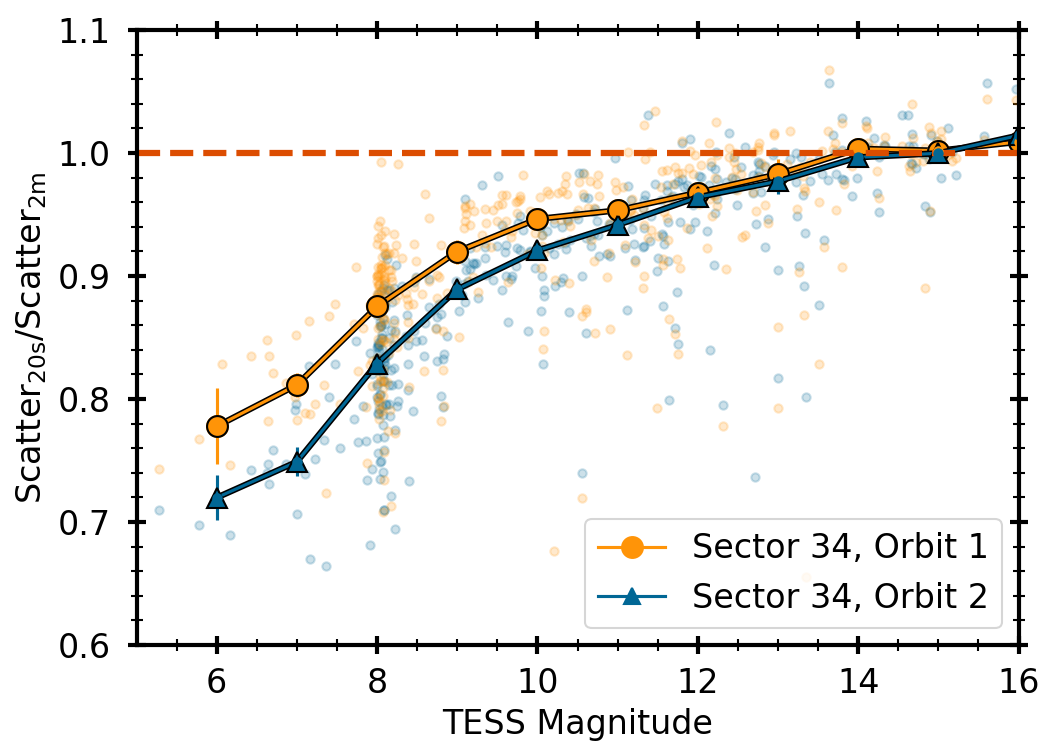 1.1
1.0
0.9
0.8
0.7
0.6
Scatter20s/Scatter2m
6 8 10 12 14 16
TESS Magnitude
Sector 34, Orbit 1
Sector 34, Orbit 2